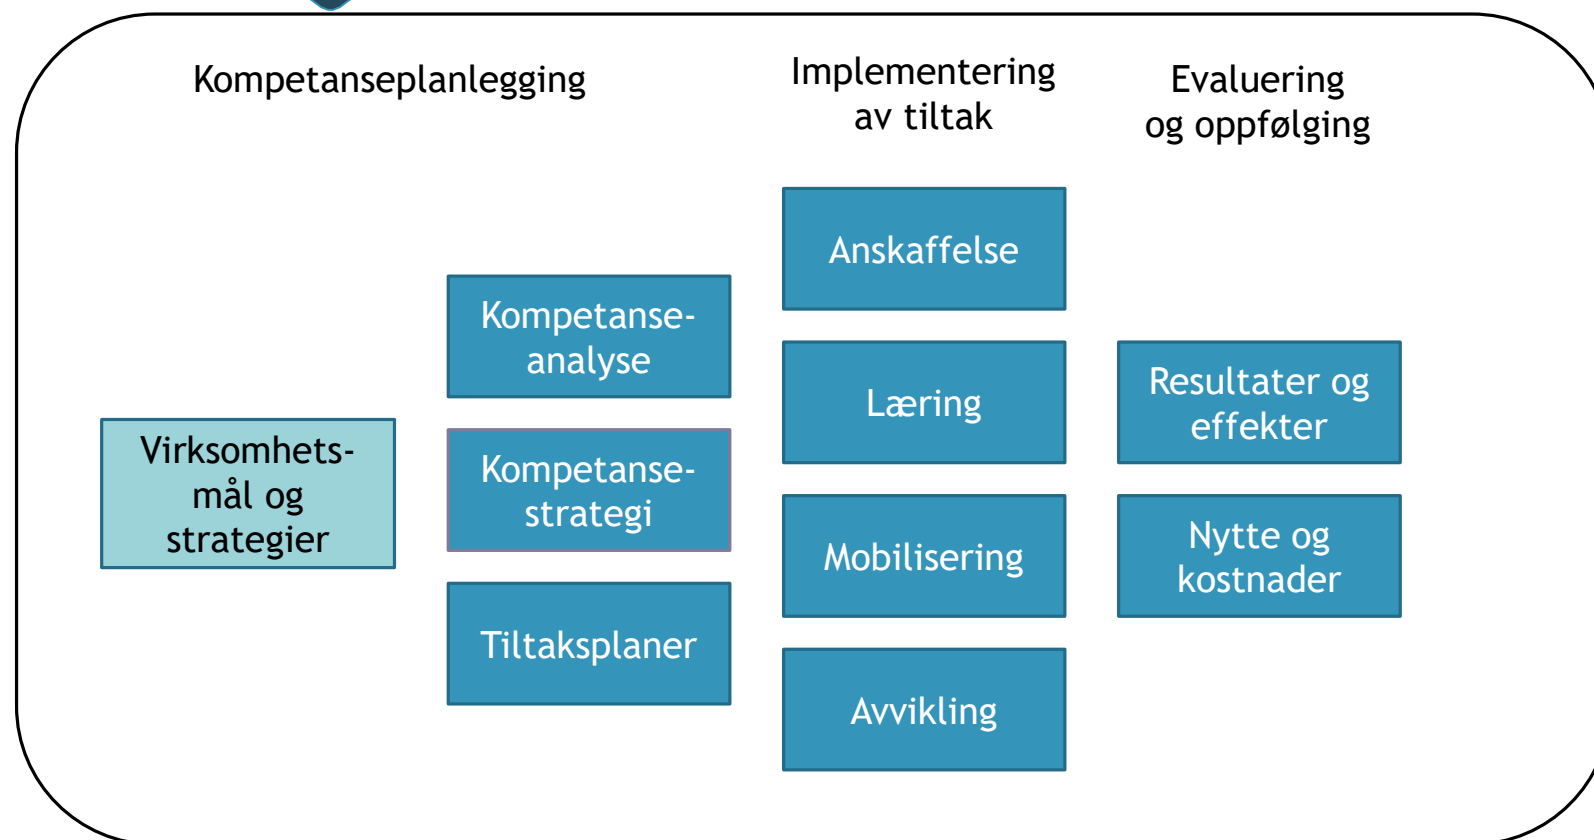 Kompetanseplanlegging
Implementering
av tiltak
Evaluering
og oppfølging
Virksomhets-
mål og
strategier
Kompetanse-
analyse
Kompetanse-
strategi
Tiltaksplaner
Anskaffelse
Læring
Mobilisering
Avvikling
Resultater og
effekter
Nytte og
kostnader